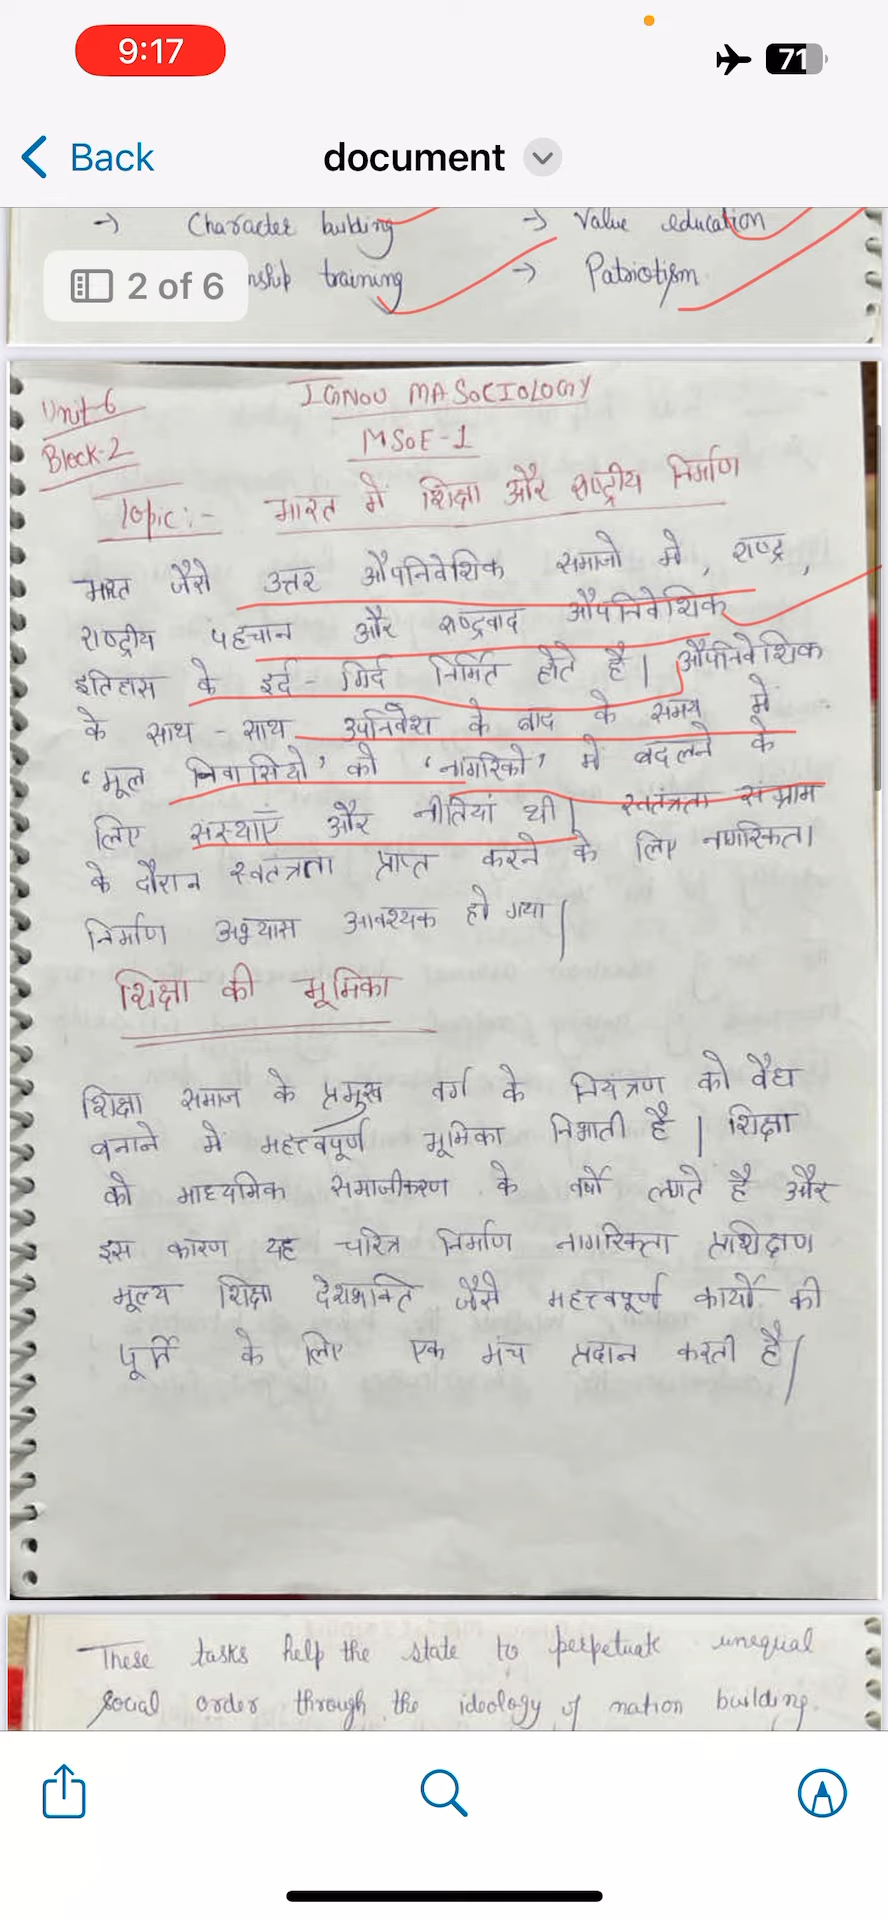 9:17
71
Back
document
→ Character building → Value education
2 of 6
nship training → Patriotism
Unit-6
IGNOU MA SOCIOLOGY
Block-2
MSOE-1
Topic:- भारत में शिक्षा और राष्ट्रीय निर्माण
भारत जैसे उत्तर औपनिवेशिक समाजो मे, राष्ट्र,
राष्ट्रीय पहचान और राष्ट्रवाद औपनिवेशिक
इतिहास के इर्द-गिर्द निर्मित होते है| औपनिवेशिक
के साथ-साथ उपनिवेश के बाद के समय में
'मूल निवासियो' को 'नागरिको' में बदलने के
लिए संस्थाएँ और नीतियां थी| स्वतंत्रता संग्राम
के दौरान स्वतंत्रता प्राप्त करने के लिए नागरिकता
निर्माण अभ्यास आवश्यक हो गया|
शिक्षा की भूमिका
शिक्षा समाज के प्रमुख वर्ग के नियंत्रण को वैध
बनाने में महत्त्वपूर्ण भूमिका निभाती है| शिक्षा
को माध्यमिक समाजीकरण के वर्षो लगते है और
इस कारण यह चरित्र निर्माण नागरिकता प्रशिक्षण
मूल्य शिक्षा देशभक्ति जैसे महत्त्वपूर्ण कार्यो की
पूर्ति के लिए एक मंच प्रदान करती है|
These tasks help the state to perpetuate unequal
social order through the ideology of nation building.